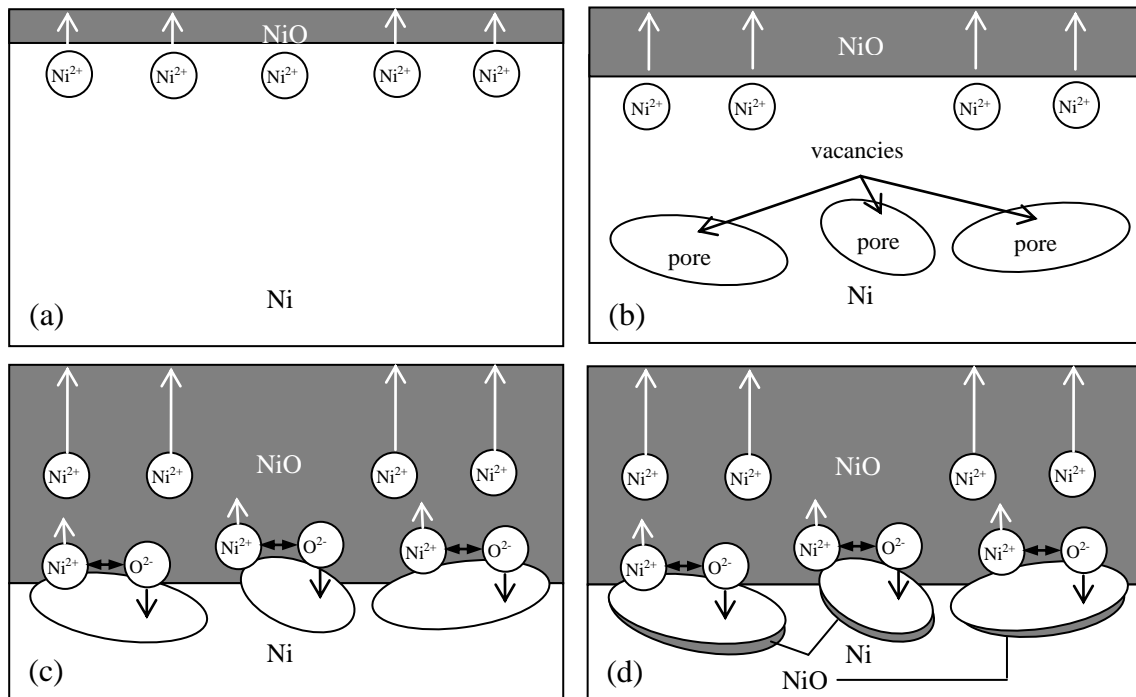 NiO
Ni²⁺ Ni²⁺ Ni²⁺ Ni²⁺ Ni²⁺
Ni
(a)
NiO
Ni²⁺ Ni²⁺ Ni²⁺ Ni²⁺
vacancies
pore pore pore
Ni
(b)
Ni²⁺ Ni²⁺ NiO Ni²⁺ Ni²⁺
Ni²⁺ O²⁻ Ni²⁺ O²⁻ Ni²⁺ O²⁻
Ni
(c)
Ni²⁺ Ni²⁺ NiO Ni²⁺ Ni²⁺
Ni²⁺ O²⁻ Ni²⁺ O²⁻ Ni²⁺ O²⁻
Ni
NiO
(d)